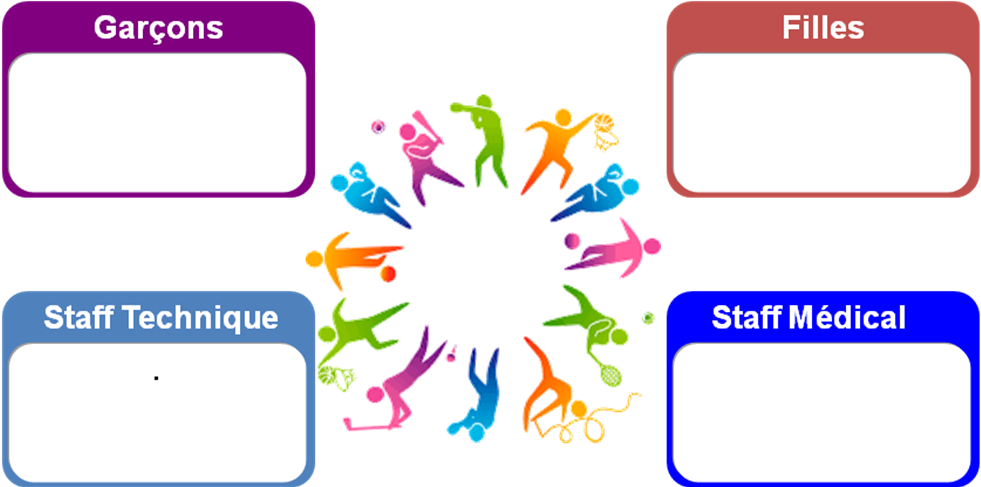 Garçons
Filles
Staff Technique
.
Staff Médical